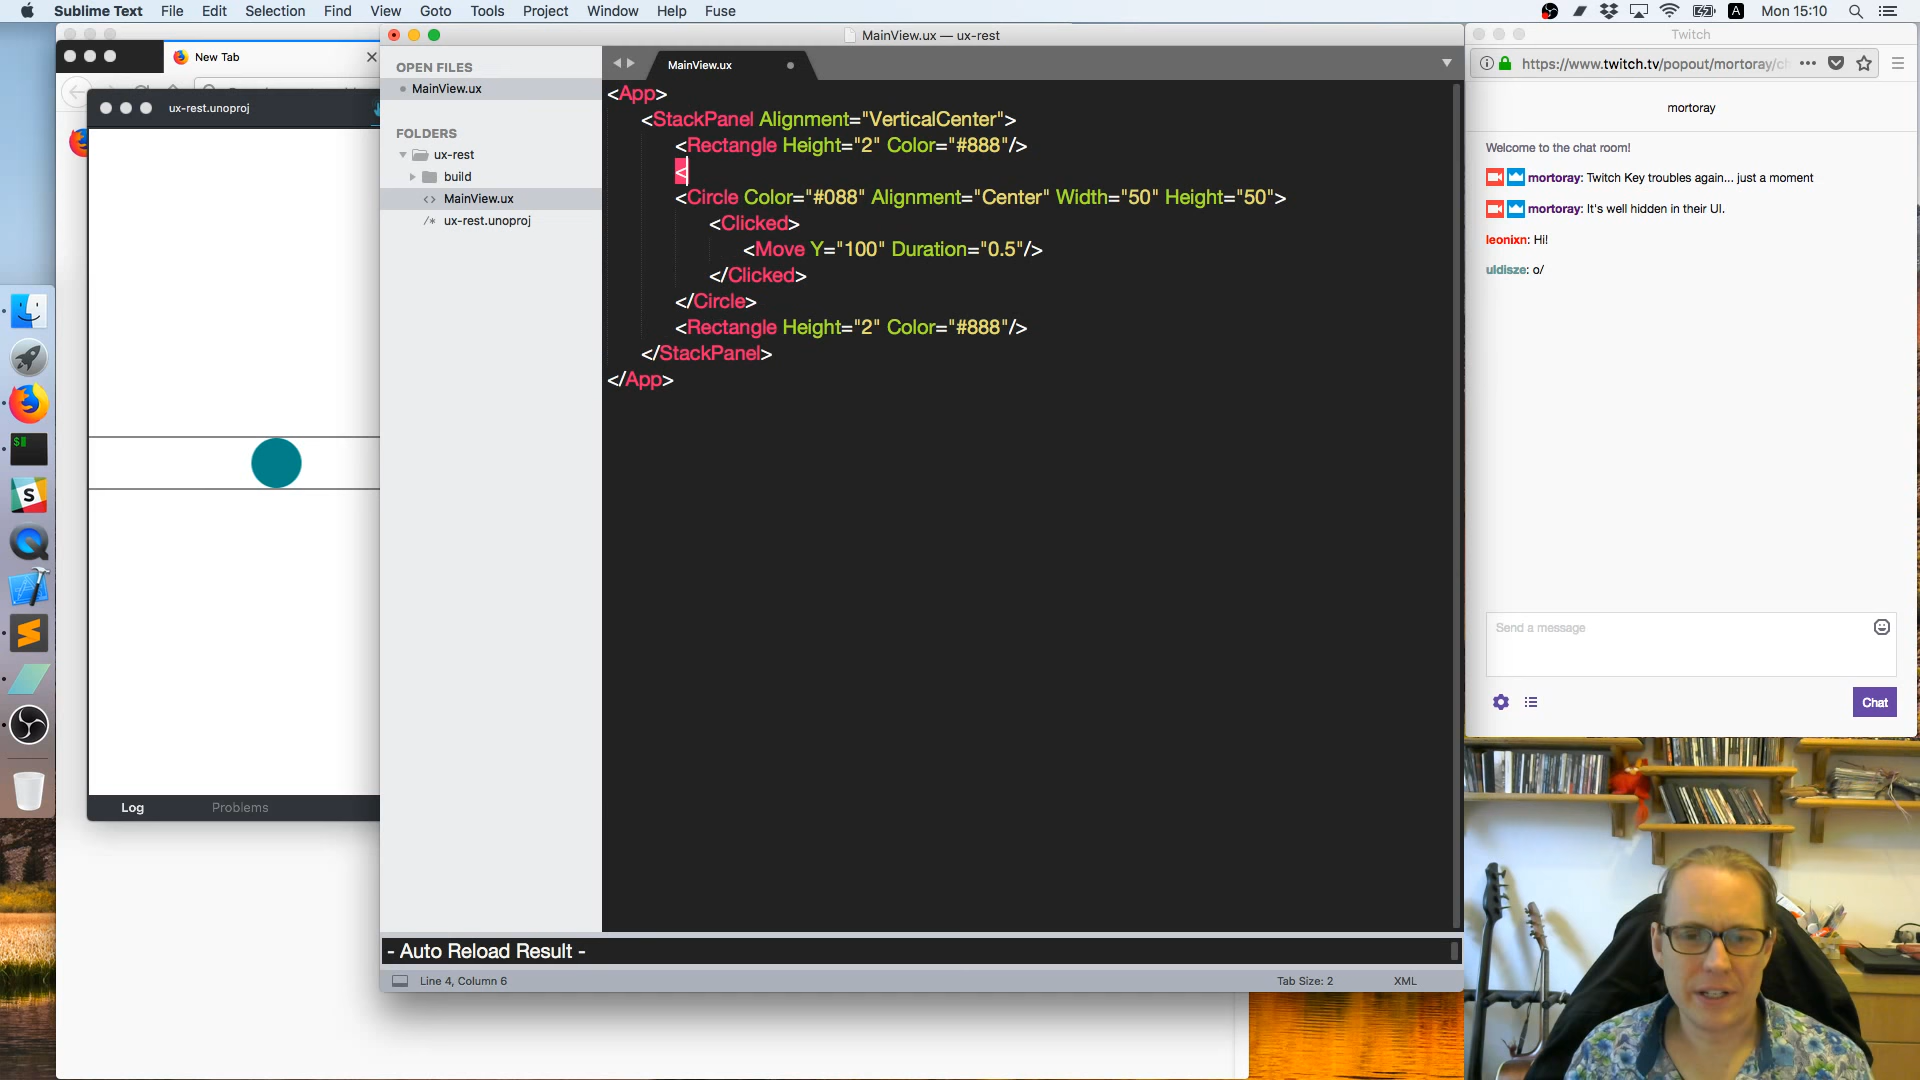 Sublime Text File Edit Selection Find View Goto Tools Project Window Help Fuse
A Mon 15:10
New Tab
ux-rest.unoproj
Log Problems
MainView.ux — ux-rest
OPEN FILES
MainView.ux
FOLDERS
ux-rest
build
<> MainView.ux
/* ux-rest.unoproj
MainView.ux
<App>
<StackPanel Alignment="VerticalCenter">
<Rectangle Height="2" Color="#888"/>
<
<Circle Color="#088" Alignment="Center" Width="50" Height="50">
<Clicked>
<Move Y="100" Duration="0.5"/>
</Clicked>
</Circle>
<Rectangle Height="2" Color="#888"/>
</StackPanel>
</App>
- Auto Reload Result -
Line 4, Column 6
Tab Size: 2 XML
Twitch
https://www.twitch.tv/popout/mortoray/c
mortoray
Welcome to the chat room!
mortoray: Twitch Key troubles again... just a moment
mortoray: It's well hidden in their UI.
leonixn: Hi!
uldisze: o/
Send a message
Chat